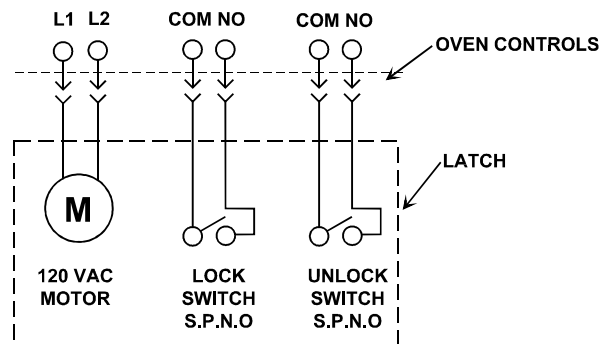 L1 L2 COM NO COM NO
OVEN CONTROLS
LATCH
M
120 VAC
MOTOR
LOCK
SWITCH
S.P.N.O
UNLOCK
SWITCH
S.P.N.O